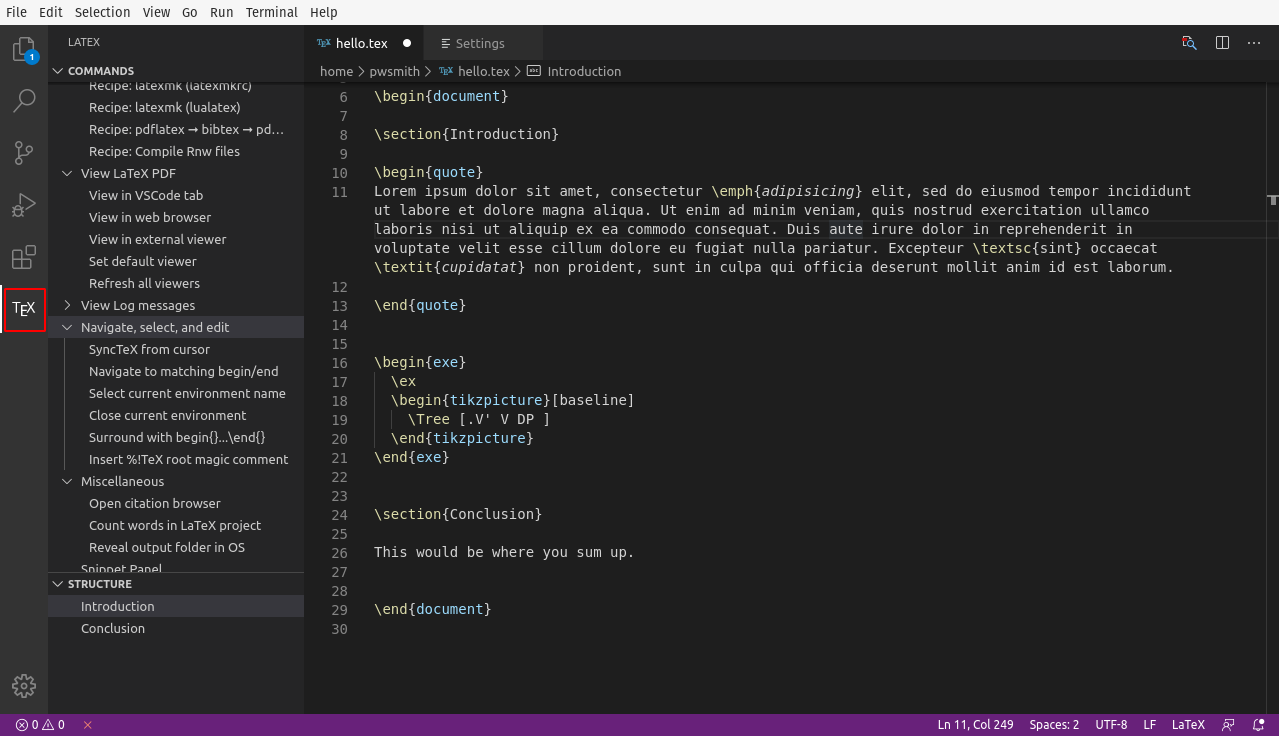 File Edit Selection View Go Run Terminal Help
1
TEX
LATEX
COMMANDS
Recipe: latexmk (latexmkrc)
Recipe: latexmk (lualatex)
Recipe: pdflatex ➞ bibtex ➞ pd…
Recipe: Compile Rnw files
View LaTeX PDF
View in VSCode tab
View in web browser
View in external viewer
Set default viewer
Refresh all viewers
View Log messages
Navigate, select, and edit
SyncTeX from cursor
Navigate to matching begin/end
Select current environment name
Close current environment
Surround with begin{}...\end{}
Insert %!TeX root magic comment
Miscellaneous
Open citation browser
Count words in LaTeX project
Reveal output folder in OS
Snippet Panel
STRUCTURE
Introduction
Conclusion
TEX hello.tex ● Settings
home > pwsmith > TEX hello.tex > abc Introduction
6 \begin{document}
7
8 \section{Introduction}
9
10 \begin{quote}
11 Lorem ipsum dolor sit amet, consectetur \emph{adipisicing} elit, sed do eiusmod tempor incididunt
ut labore et dolore magna aliqua. Ut enim ad minim veniam, quis nostrud exercitation ullamco
laboris nisi ut aliquip ex ea commodo consequat. Duis aute irure dolor in reprehenderit in
voluptate velit esse cillum dolore eu fugiat nulla pariatur. Excepteur \textsc{sint} occaecat
\textit{cupidatat} non proident, sunt in culpa qui officia deserunt mollit anim id est laborum.
12
13 \end{quote}
14
15
16 \begin{exe}
17 \ex
18 \begin{tikzpicture}[baseline]
19 \Tree [.V' V DP ]
20 \end{tikzpicture}
21 \end{exe}
22
23
24 \section{Conclusion}
25
26 This would be where you sum up.
27
28
29 \end{document}
30
0 0 Ln 11, Col 249 Spaces: 2 UTF-8 LF LaTeX